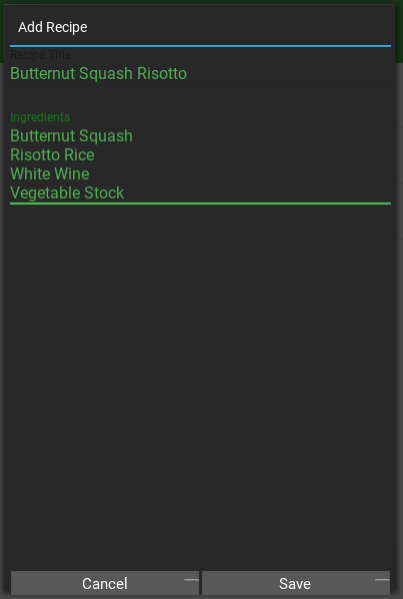 Add Recipe
Recipe Title
Butternut Squash Risotto
Ingredients
Butternut Squash
Risotto Rice
White Wine
Vegetable Stock
Cancel
Save